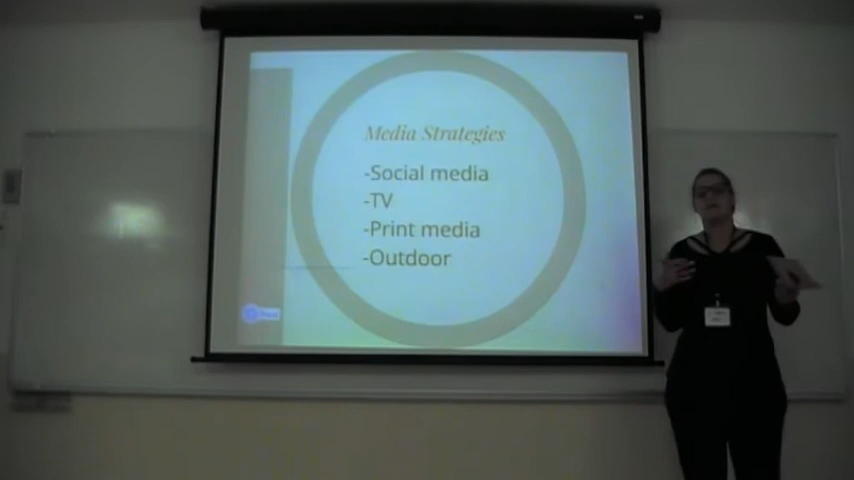 Media Strategies
-Social media
-TV
-Print media
-Outdoor